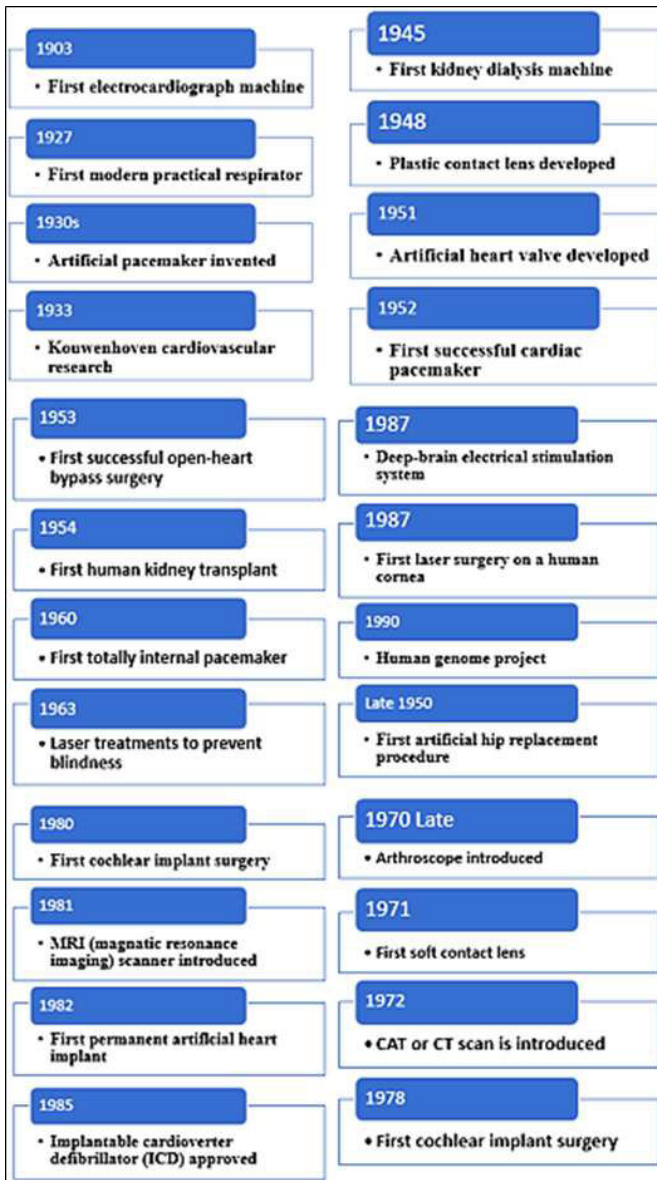 1903
• First electrocardiograph machine
1927
• First modern practical respirator
1930s
• Artificial pacemaker invented
1933
• Kouwenhoven cardiovascular
research
1945
• First kidney dialysis machine
1948
• Plastic contact lens developed
1951
• Artificial heart valve developed
1952
• First successful cardiac
pacemaker
1953
• First successful open-heart
bypass surgery
1954
• First human kidney transplant
1960
• First totally internal pacemaker
1963
• Laser treatments to prevent
blindness
1987
• Deep-brain electrical stimulation
system
1987
• First laser surgery on a human
cornea
1990
• Human genome project
Late 1950
• First artificial hip replacement
procedure
1980
• First cochlear implant surgery
1981
• MRI (magnetic resonance
imaging) scanner introduced
1982
• First permanent artificial heart
implant
1985
• Implantable cardioverter
defibrillator (ICD) approved
1970 Late
• Arthroscope introduced
1971
• First soft contact lens
1972
• CAT or CT scan is introduced
1978
• First cochlear implant surgery